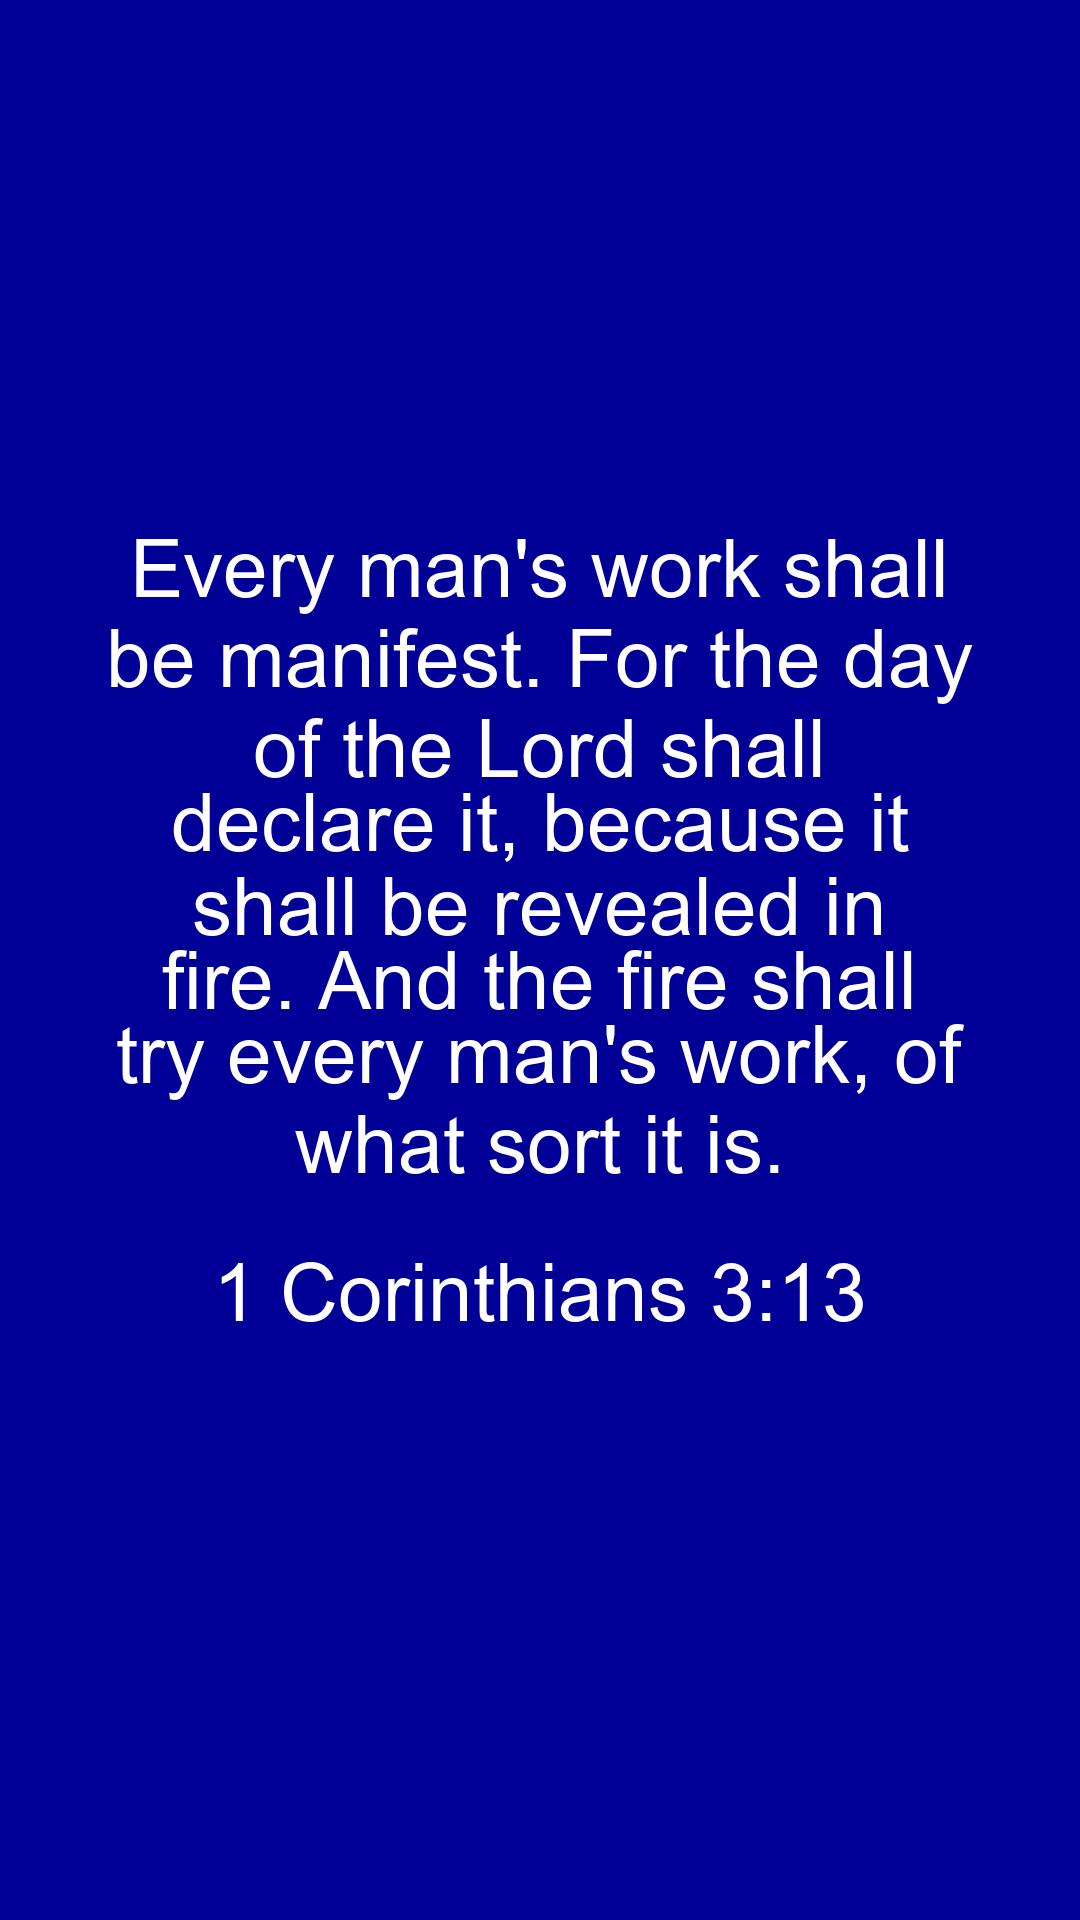 Every man's work shall
be manifest. For the day
of the Lord shall
declare it, because it
shall be revealed in
fire. And the fire shall
try every man's work, of
what sort it is.
1 Corinthians 3:13